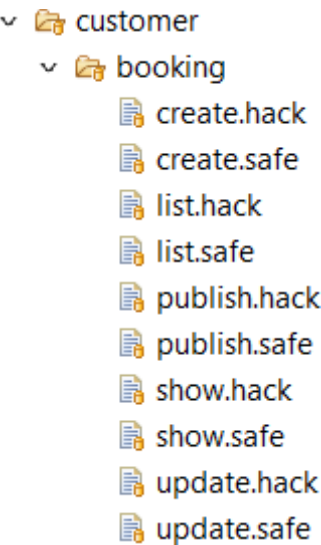 customer
booking
create.hack
create.safe
list.hack
list.safe
publish.hack
publish.safe
show.hack
show.safe
update.hack
update.safe